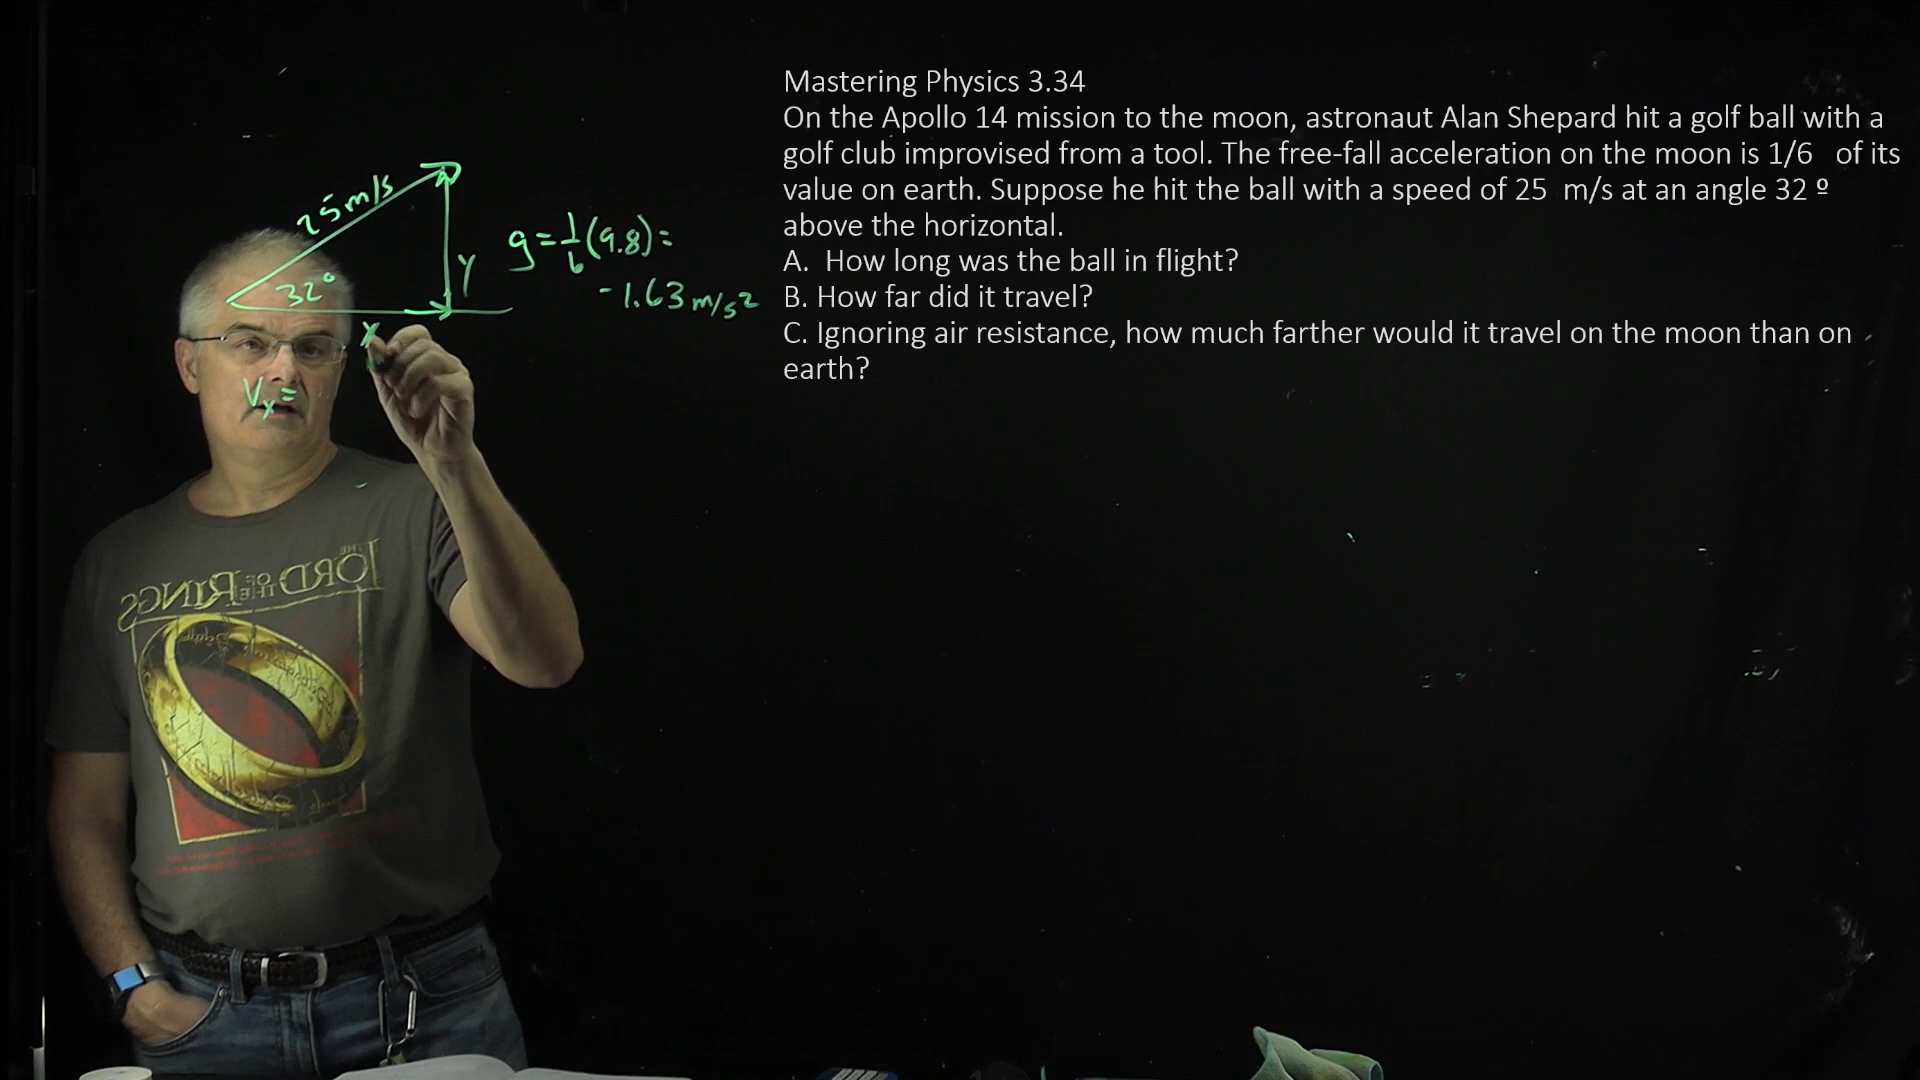 Mastering Physics 3.34
On the Apollo 14 mission to the moon, astronaut Alan Shepard hit a golf ball with a
golf club improvised from a tool. The free-fall acceleration on the moon is 1/6 of its
value on earth. Suppose he hit the ball with a speed of 25 m/s at an angle 32 º
above the horizontal.
A. How long was the ball in flight?
B. How far did it travel?
C. Ignoring air resistance, how much farther would it travel on the moon than on
earth?
25 m/s
32°
y
x
g = 1/6 (9.8) =
-1.63 m/s²
Vx =
THE
LORD OF THE RINGS